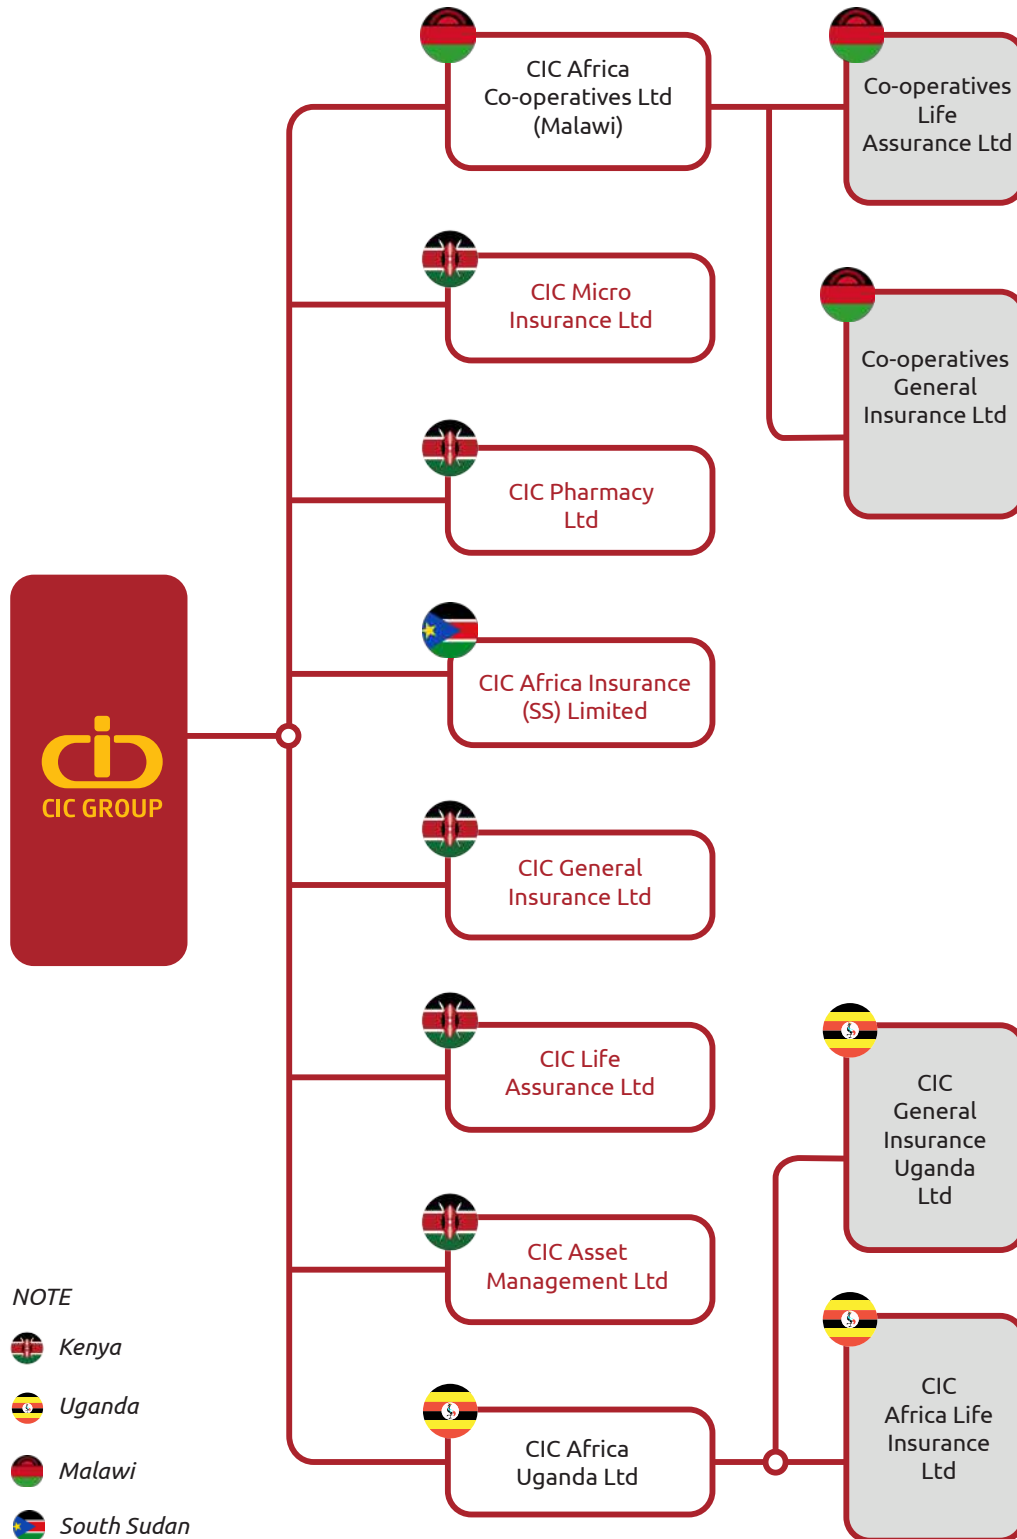 CIC Africa
Co-operatives Ltd
(Malawi)
Co-operatives
Life
Assurance Ltd
CIC Micro
Insurance Ltd
Co-operatives
General
Insurance Ltd
CIC Pharmacy
Ltd
CIC Africa Insurance
(SS) Limited
CIC GROUP
CIC General
Insurance Ltd
CIC Life
Assurance Ltd
CIC
General
Insurance
Uganda
Ltd
CIC Asset
Management Ltd
CIC Africa
Uganda Ltd
CIC
Africa Life
Insurance
Ltd
NOTE
Kenya
Uganda
Malawi
South Sudan